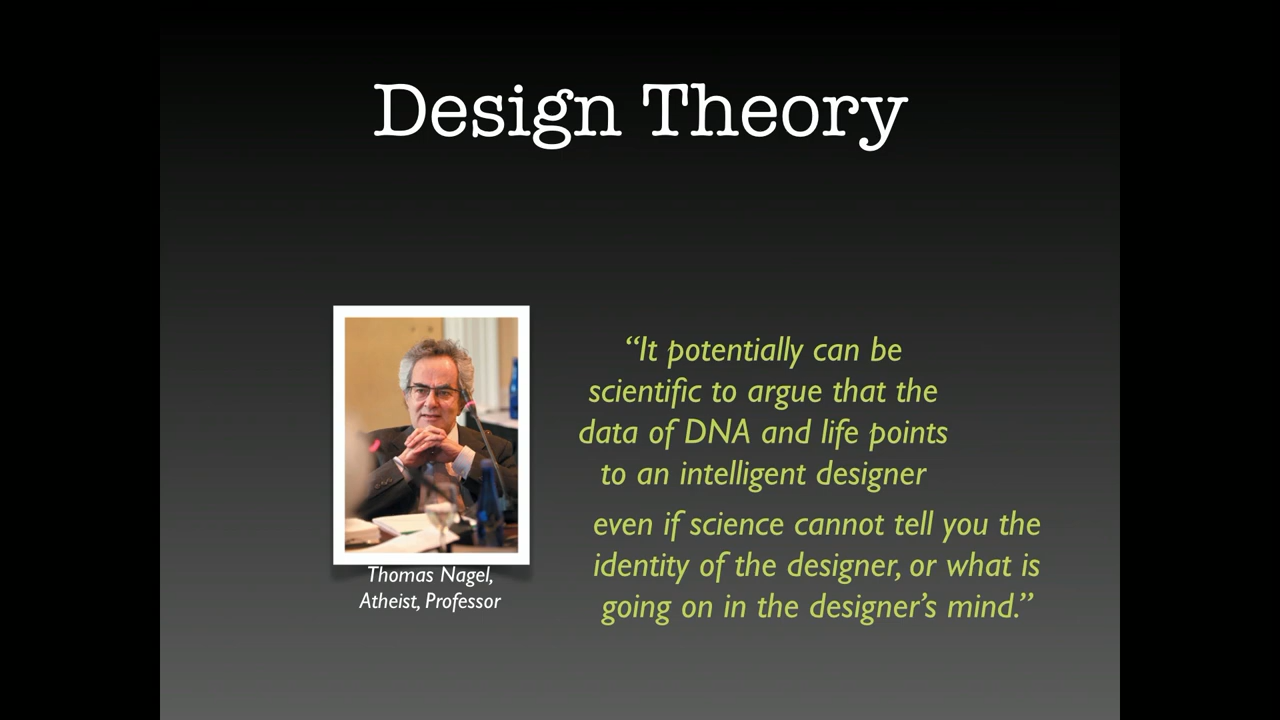 Design Theory
“It potentially can be
scientific to argue that the
data of DNA and life points
to an intelligent designer
even if science cannot tell you the
identity of the designer, or what is
going on in the designer’s mind.”
Thomas Nagel,
Atheist, Professor